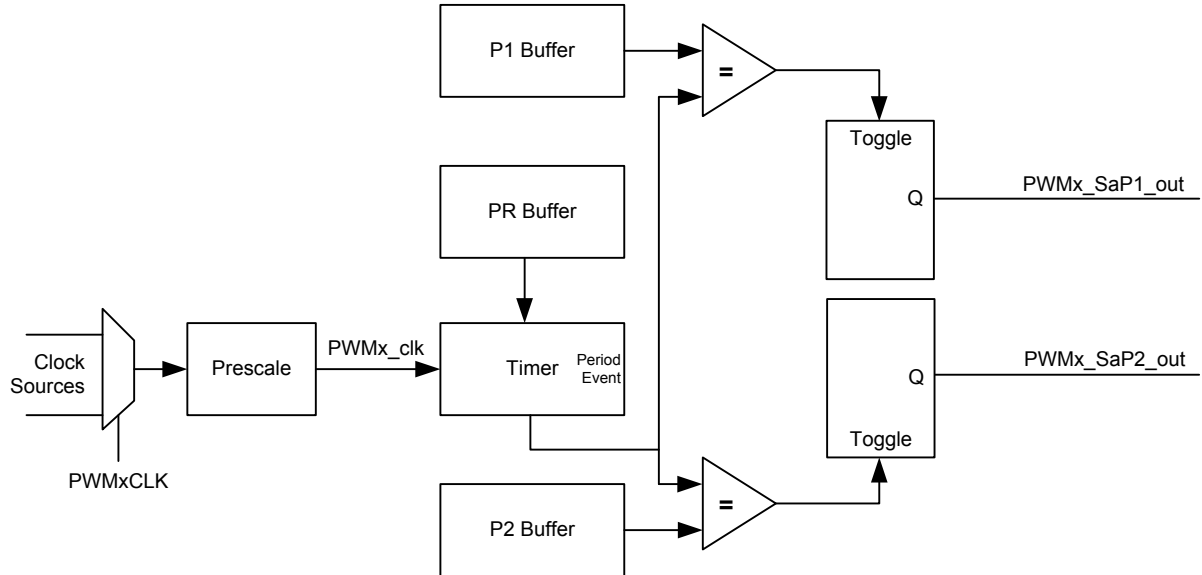 P1 Buffer
=
Toggle
Q
PWMx_SaP1_out
PR Buffer
Clock
Sources
Prescale
PWMx_clk
Timer
Period
Event
Q
Toggle
PWMx_SaP2_out
PWMxCLK
P2 Buffer
=